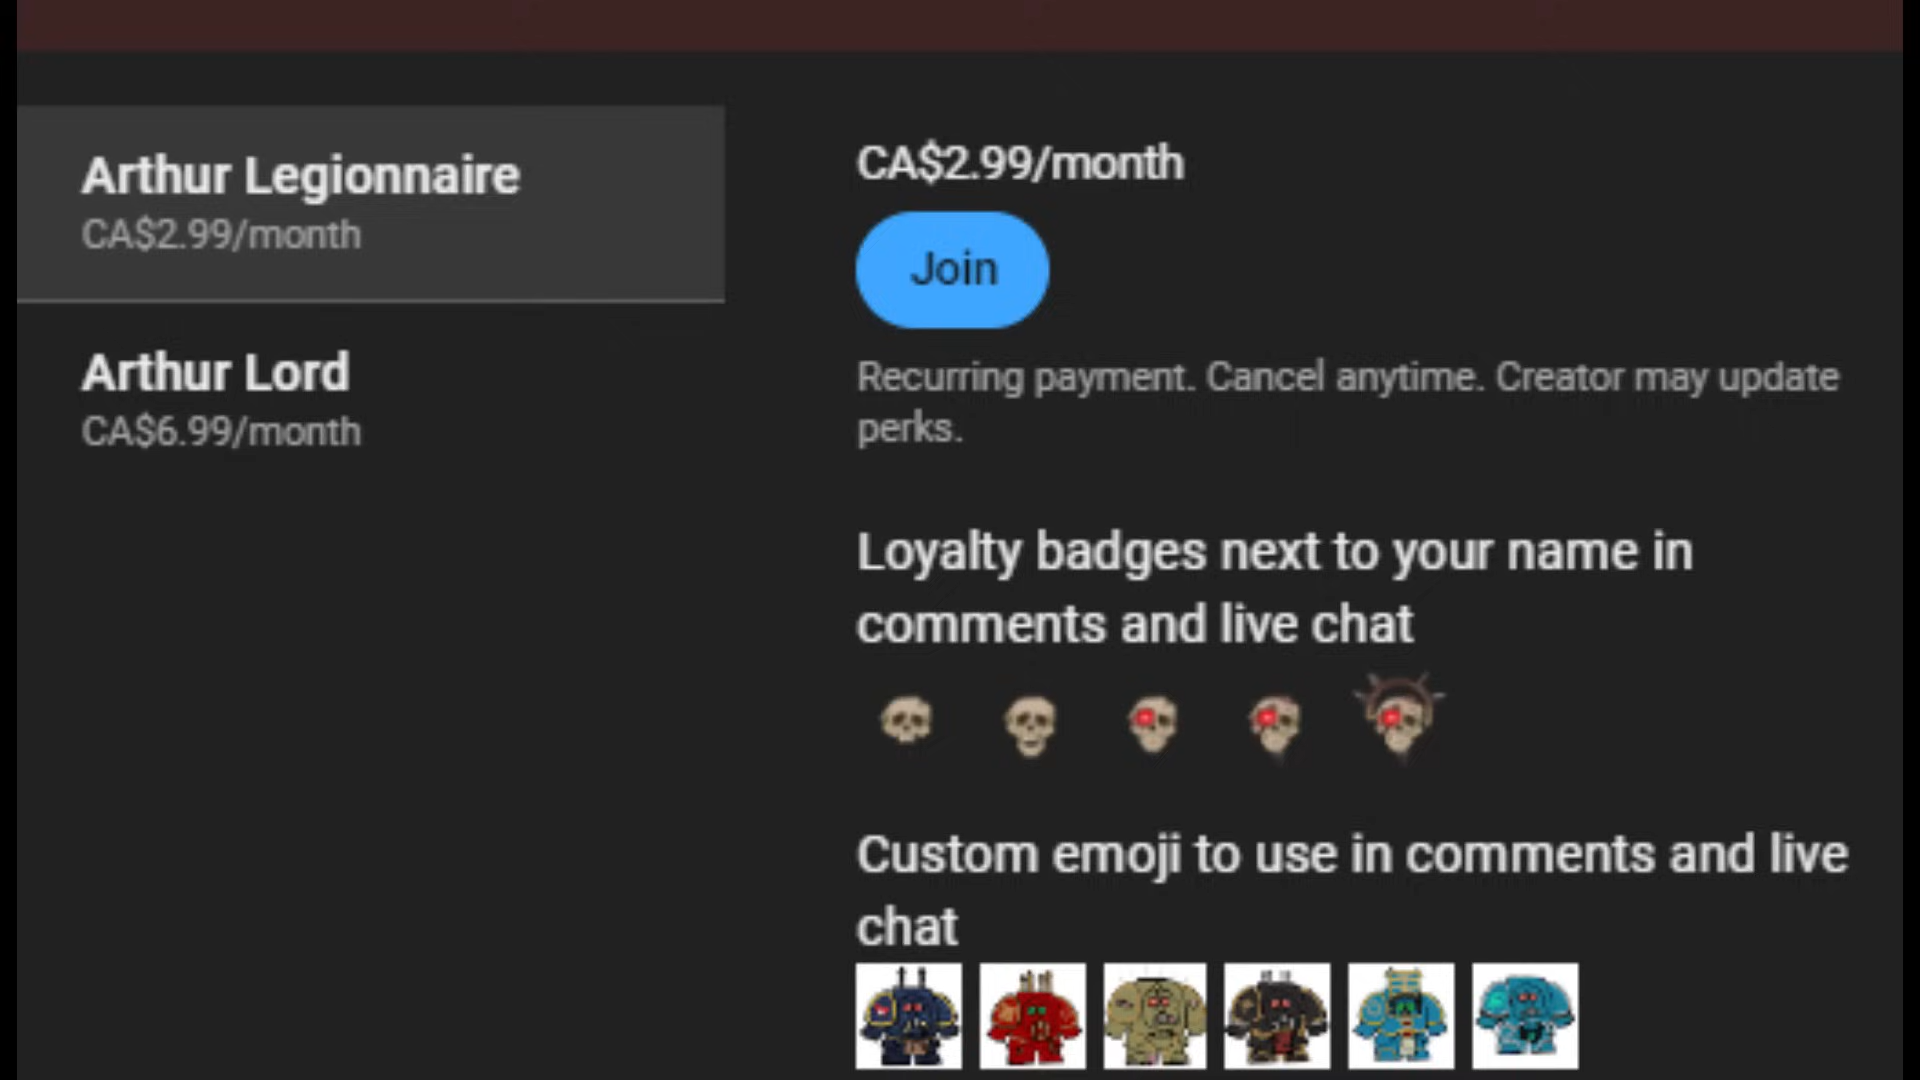 Arthur Legionnaire
CA$2.99/month
Arthur Lord
CA$6.99/month
CA$2.99/month
Join
Recurring payment. Cancel anytime. Creator may update
perks.
Loyalty badges next to your name in
comments and live chat
Custom emoji to use in comments and live
chat